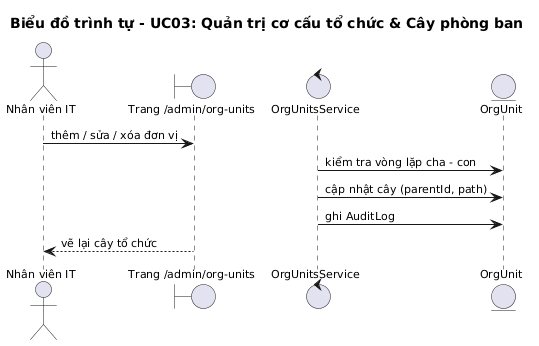 Biểu đồ trình tự - UC03: Quản trị cơ cấu tổ chức & Cây phòng ban
Nhân viên IT
Trang /admin/org-units
OrgUnitsService
OrgUnit
thêm / sửa / xóa đơn vị
kiểm tra vòng lặp cha - con
cập nhật cây (parentId, path)
ghi AuditLog
vẽ lại cây tổ chức
Nhân viên IT
Trang /admin/org-units
OrgUnitsService
OrgUnit